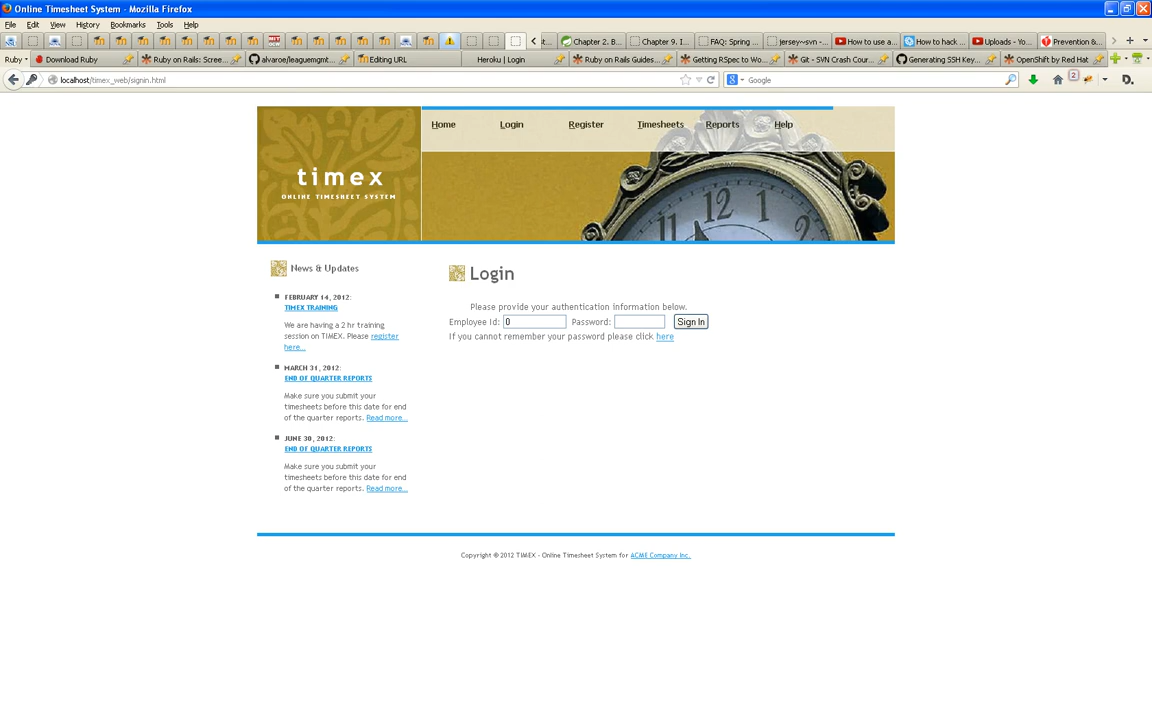 Online Timesheet System - Mozilla Firefox
File Edit View History Bookmarks Tools Help
Chapter 2. B... Chapter 9. I... FAQ: Spring ... jersey~svn - ... How to use a... How to hack ... Uploads - Yo... Prevention &...
Ruby Download Ruby Ruby on Rails: Scree... alvaroe/leaguemgmt... Editing URL Heroku | Login Ruby on Rails Guides... Getting RSpec to Wo... Git - SVN Crash Cour... Generating SSH Key... OpenShift by Red Hat
localhost/timex_web/signin.html
Google
2
D.
Home Login Register Timesheets Reports Help
timex
ONLINE TIMESHEET SYSTEM
12 1
News & Updates
FEBRUARY 14, 2012:
TIMEX TRAINING
We are having a 2 hr training
session on TIMEX. Please register
here...
MARCH 31, 2012:
END OF QUARTER REPORTS
Make sure you submit your
timesheets before this date for end
of the quarter reports. Read more...
JUNE 30, 2012:
END OF QUARTER REPORTS
Make sure you submit your
timesheets before this date for end
of the quarter reports. Read more...
Login
Please provide your authentication information below.
Employee Id: 0 Password: Sign In
If you cannot remember your password please click here
Copyright © 2012 TIMEX - Online Timesheet System for ACME Company Inc.